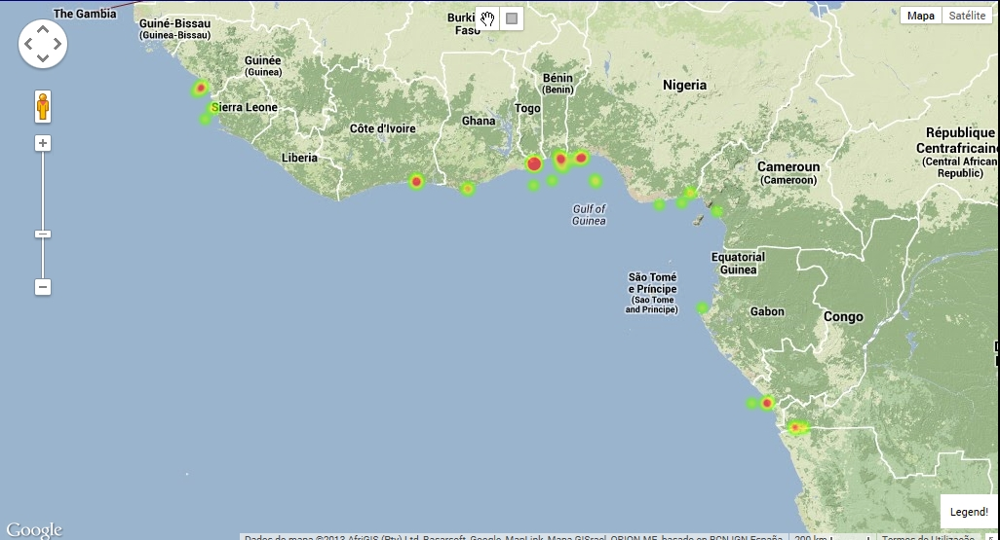 The Gambia
Guiné-Bissau
(Guinea-Bissau)
Burki
Faso
Mapa
Satélite
Guinée
(Guinea)
Bénin
(Benin)
Nigeria
Sierra Leone
Togo
Ghana
Côte d'Ivoire
République
Centrafricaine
(Central African
Republic)
Liberia
Cameroun
(Cameroon)
Gulf of
Guinea
Equatorial
Guinea
São Tomé
e Príncipe
(Sao Tome
and Principe)
Gabon
Congo
Legend!
Google
Dados do mapa ©2013 AfriGIS (Pty) Ltd, Basarsoft, Google, MapLink, Mapa GISrael, ORION-ME, basado en BCN IGN España
200 km
Termos de Utilização